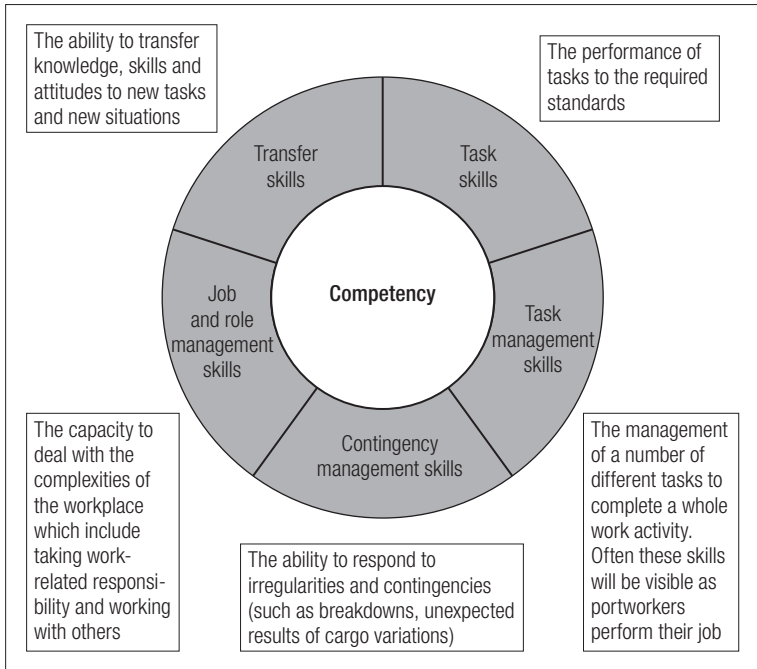 The ability to transfer
knowledge, skills and
attitudes to new tasks
and new situations
The performance of
tasks to the required
standards
Transfer
skills
Task
skills
Competency
Job
and role
management
skills
Task
management
skills
Contingency
management skills
The capacity to
deal with the
complexities of
the workplace
which include
taking work-
related responsi-
bility and working
with others
The ability to respond to
irregularities and contingencies
(such as breakdowns, unexpected
results of cargo variations)
The management
of a number of
different tasks to
complete a whole
work activity.
Often these skills
will be visible as
portworkers
perform their job